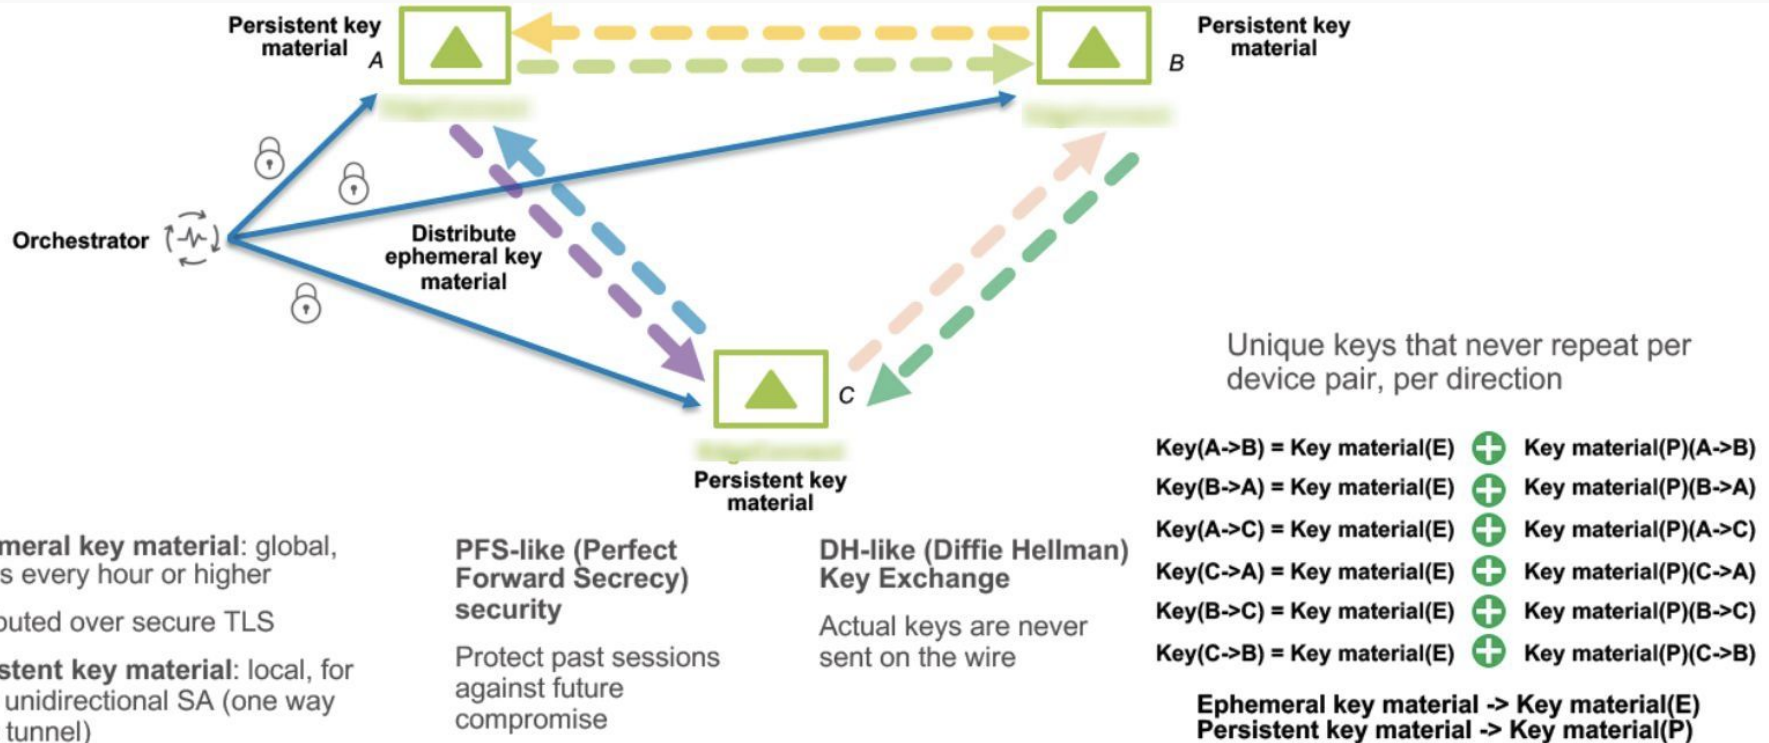 Persistent key
material
A
B
Persistent key
material
Orchestrator
Distribute
ephemeral key
material
C
Persistent key
material
Unique keys that never repeat per
device pair, per direction
Key(A->B) = Key material(E) + Key material(P)(A->B)
Key(B->A) = Key material(E) + Key material(P)(B->A)
Key(A->C) = Key material(E) + Key material(P)(A->C)
Key(C->A) = Key material(E) + Key material(P)(C->A)
Key(B->C) = Key material(E) + Key material(P)(B->C)
Key(C->B) = Key material(E) + Key material(P)(C->B)
Ephemeral key material -> Key material(E)
Persistent key material -> Key material(P)
meral key material: global,
s every hour or higher
outed over secure TLS
stent key material: local, for
unidirectional SA (one way
tunnel)
PFS-like (Perfect
Forward Secrecy)
security
Protect past sessions
against future
compromise
DH-like (Diffie Hellman)
Key Exchange
Actual keys are never
sent on the wire